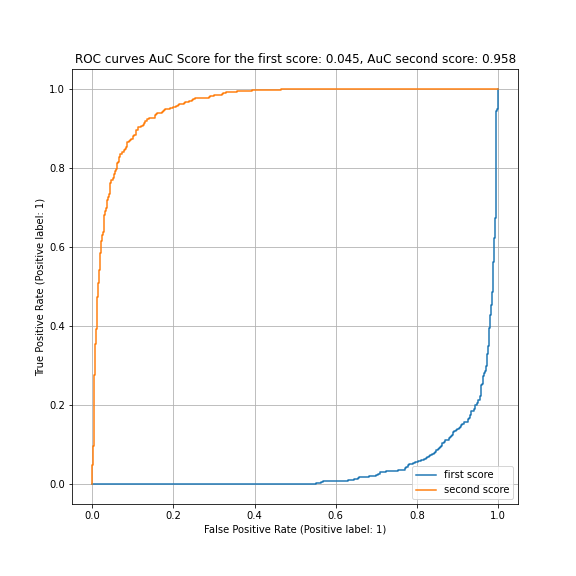 ROC curves AuC Score for the first score: 0.045, AuC second score: 0.958
1.0
0.8
0.6
0.4
0.2
0.0
True Positive Rate (Positive label: 1)
first score
second score
0.0 0.2 0.4 0.6 0.8 1.0
False Positive Rate (Positive label: 1)